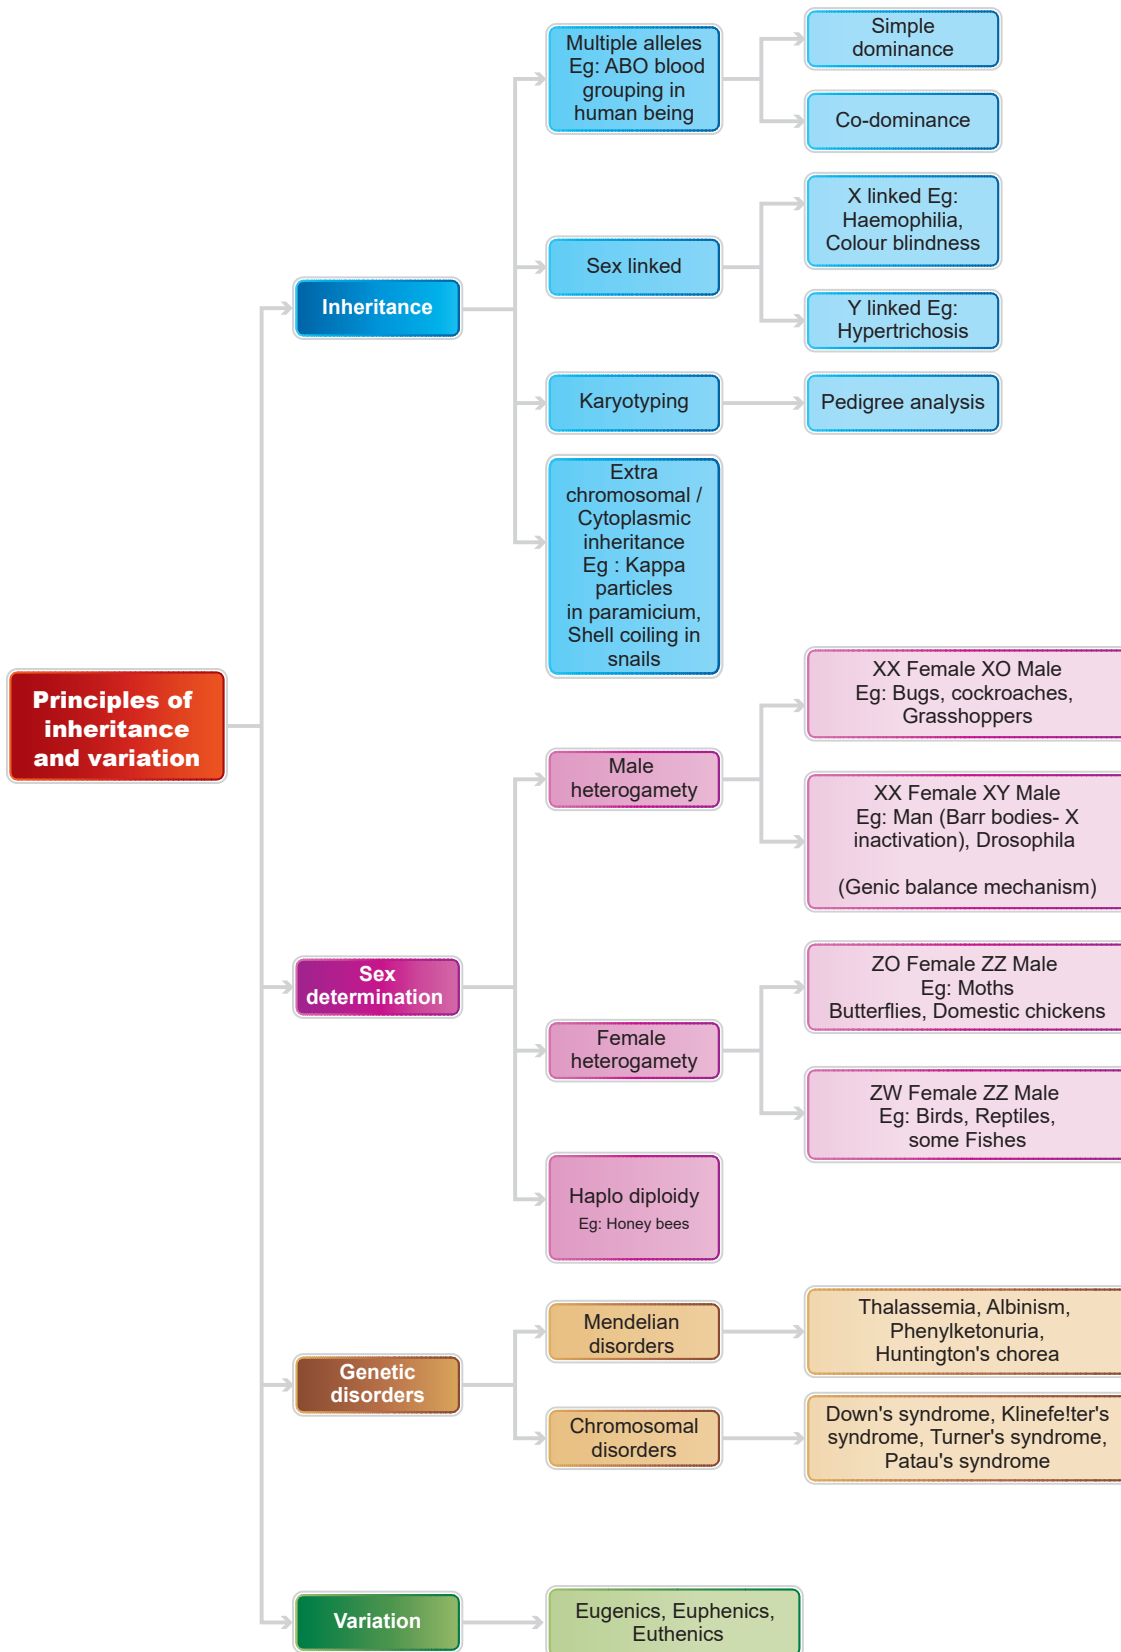 Principles of
inheritance
and variation
Inheritance
Multiple alleles
Eg: ABO blood
grouping in
human being
Simple
dominance
Co-dominance
Sex linked
X linked Eg:
Haemophilia,
Colour blindness
Y linked Eg:
Hypertrichosis
Karyotyping
Pedigree analysis
Extra
chromosomal /
Cytoplasmic
inheritance
Eg : Kappa
particles
in paramicium,
Shell coiling in
snails
Sex
determination
Male
heterogamety
XX Female XO Male
Eg: Bugs, cockroaches,
Grasshoppers
XX Female XY Male
Eg: Man (Barr bodies- X
inactivation), Drosophila
(Genic balance mechanism)
Female
heterogamety
ZO Female ZZ Male
Eg: Moths
Butterflies, Domestic chickens
ZW Female ZZ Male
Eg: Birds, Reptiles,
some Fishes
Haplo diploidy
Eg: Honey bees
Genetic
disorders
Mendelian
disorders
Thalassemia, Albinism,
Phenylketonuria,
Huntington's chorea
Chromosomal
disorders
Down's syndrome, Klinefe!ter's
syndrome, Turner's syndrome,
Patau's syndrome
Variation
Eugenics, Euphenics,
Euthenics